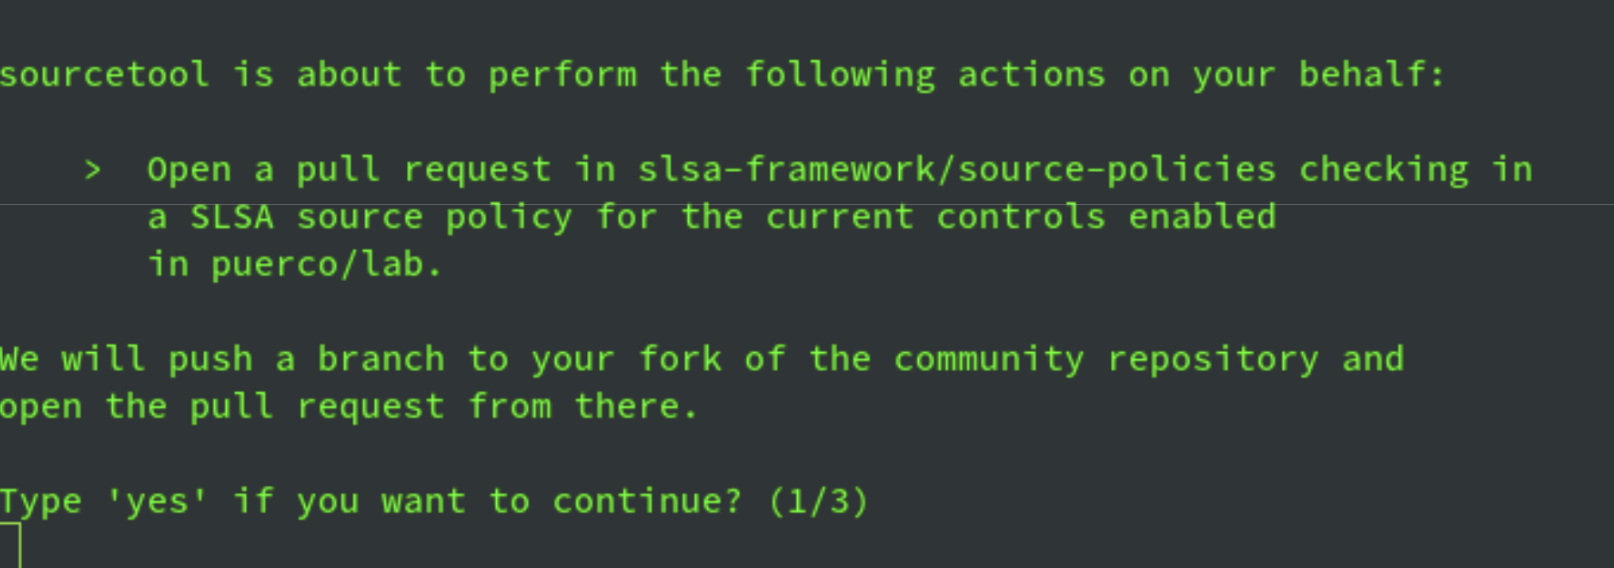 sourcetool is about to perform the following actions on your behalf:
> Open a pull request in slsa-framework/source-policies checking in
a SLSA source policy for the current controls enabled
in puerco/lab.
We will push a branch to your fork of the community repository and
open the pull request from there.
Type 'yes' if you want to continue? (1/3)